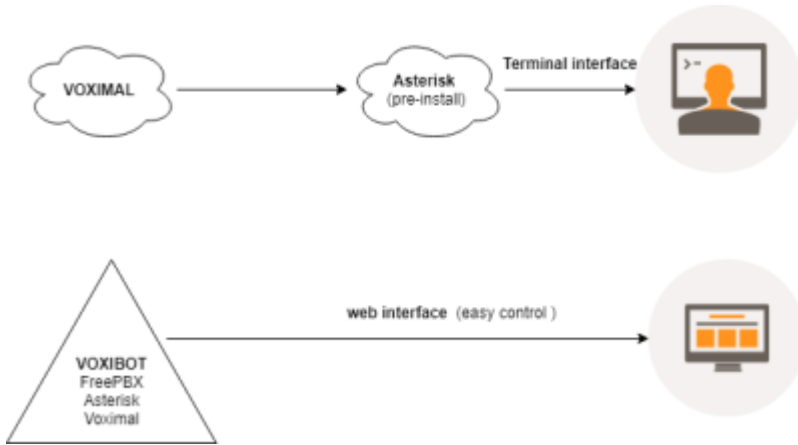 Terminal interface
VOXIMAL
Asterisk
(pre-install)
>-
web interface (easy control )
VOXIBOT
FreePBX
Asterisk
Voximal